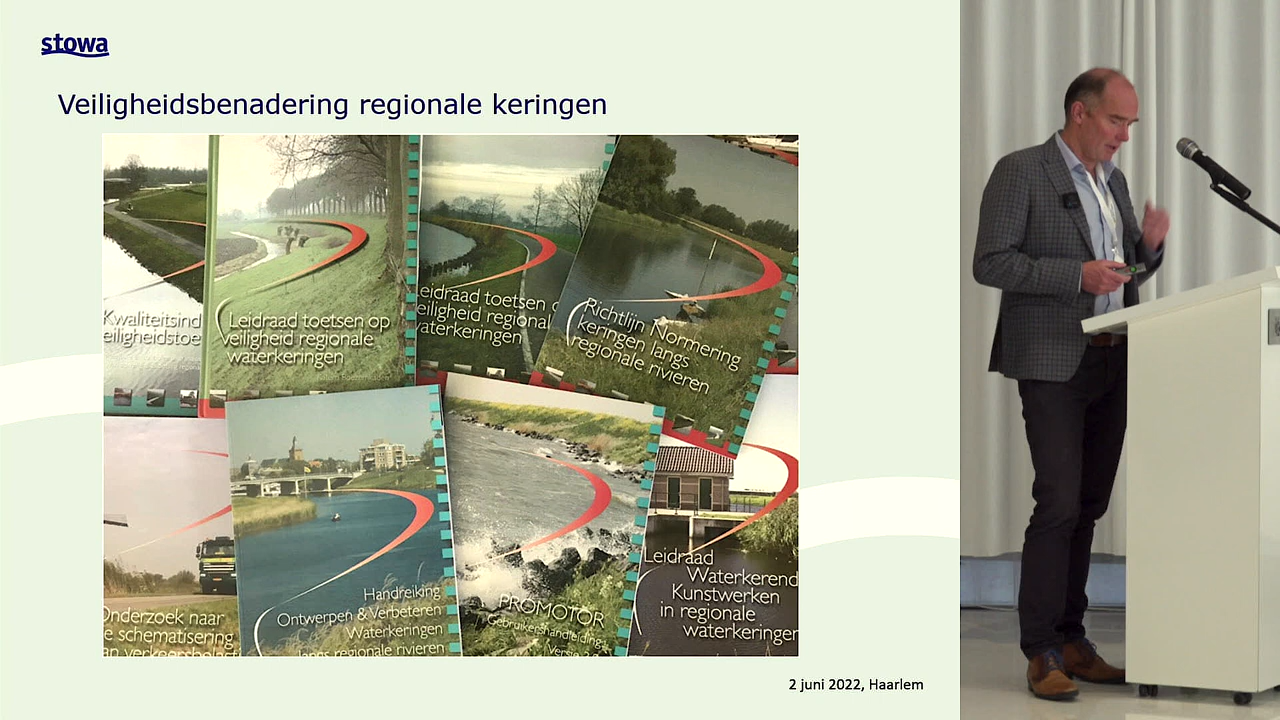 stowa
Veiligheidsbenadering regionale keringen
Kwaliteitsind
eiligheidstoe
Leidraad toetsen op
veiligheid regionale
waterkeringen
eidraad toetsen o
eiligheid regional
waterkeringen
Richtlijn Normering
keringen langs
regionale rivieren
Onderzoek naar
e schematisering
an verkeersbelast
Handreiking
Ontwerpen & Verbeteren
Waterkeringen
langs regionale rivieren
PROMOTOR
Gebruikershandleiding
Versie
Leidraad
Waterkerend
Kunstwerken
in regionale
waterkeringen
2 juni 2022, Haarlem